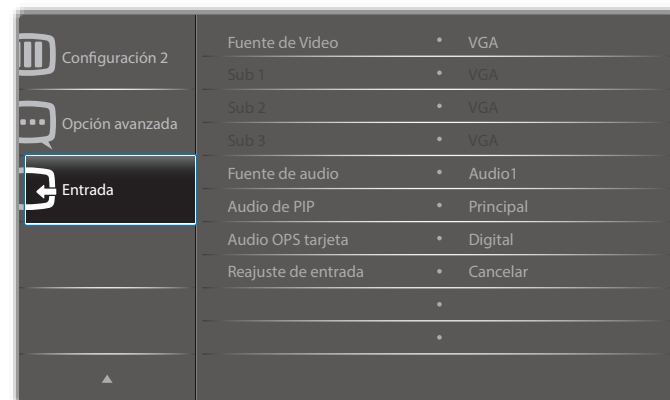 Configuración 2
Opción avanzada
Entrada
Fuente de Video • VGA
Sub 1 • VGA
Sub 2 • VGA
Sub 3 • VGA
Fuente de audio • Audio1
Audio de PIP • Principal
Audio OPS tarjeta • Digital
Reajuste de entrada • Cancelar
•
•